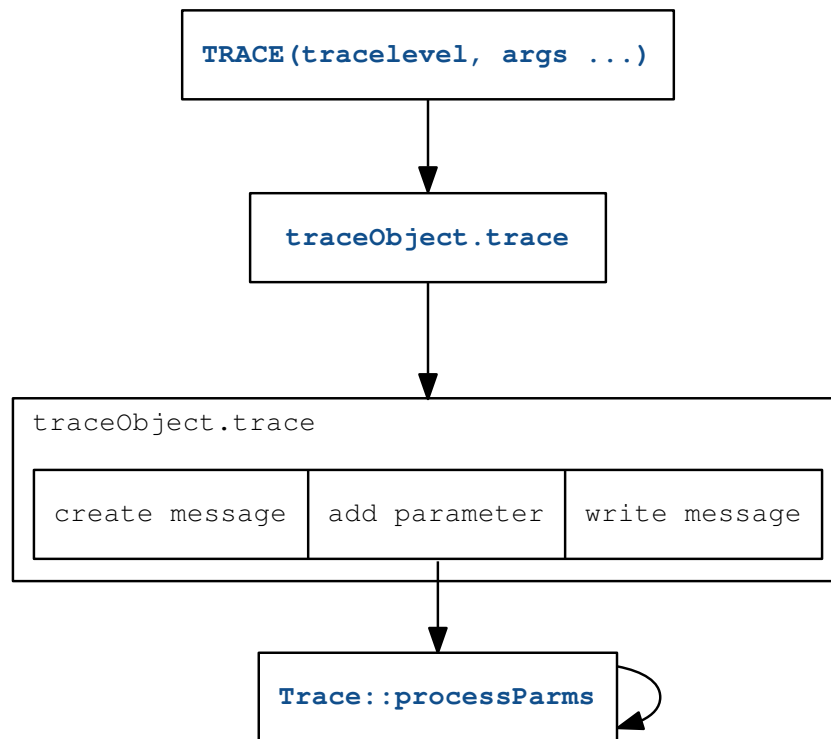 TRACE(tracelevel, args ...)
traceObject.trace
traceObject.trace
create message
add parameter
write message
Trace::processParms